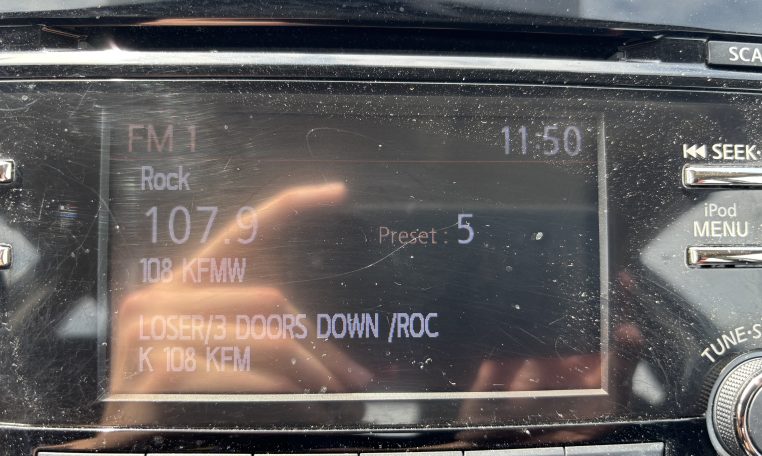 SCA
FM 1 11:50
SEEK
Rock
107.9 Preset : 5
iPod
MENU
108 KFMW
LOSER/3 DOORS DOWN /ROC
K 108 KFM
TUNE-S